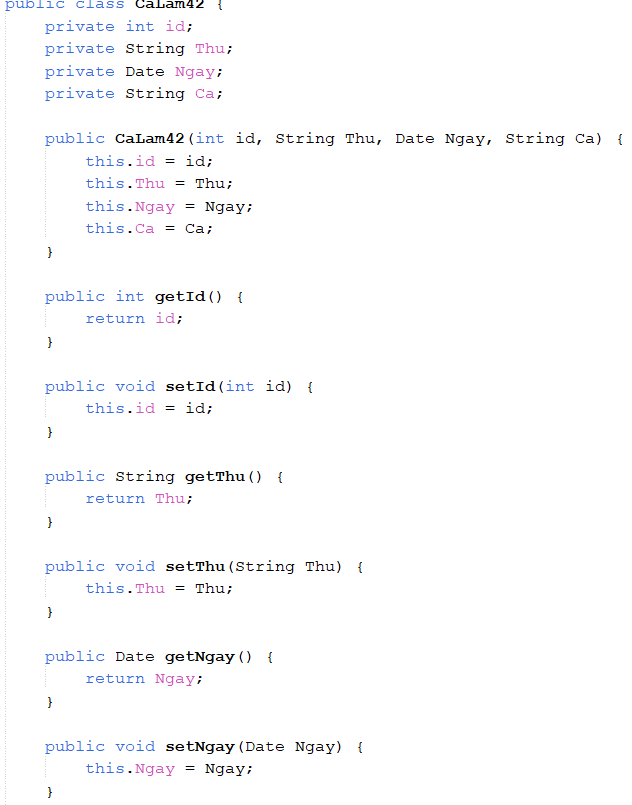 public class CaLam42 {
    private int id;
    private String Thu;
    private Date Ngay;
    private String Ca;
    public CaLam42(int id, String Thu, Date Ngay, String Ca) {
        this.id = id;
        this.Thu = Thu;
        this.Ngay = Ngay;
        this.Ca = Ca;
    }
    public int getId() {
        return id;
    }
    public void setId(int id) {
        this.id = id;
    }
    public String getThu() {
        return Thu;
    }
    public void setThu(String Thu) {
        this.Thu = Thu;
    }
    public Date getNgay() {
        return Ngay;
    }
    public void setNgay(Date Ngay) {
        this.Ngay = Ngay;
    }